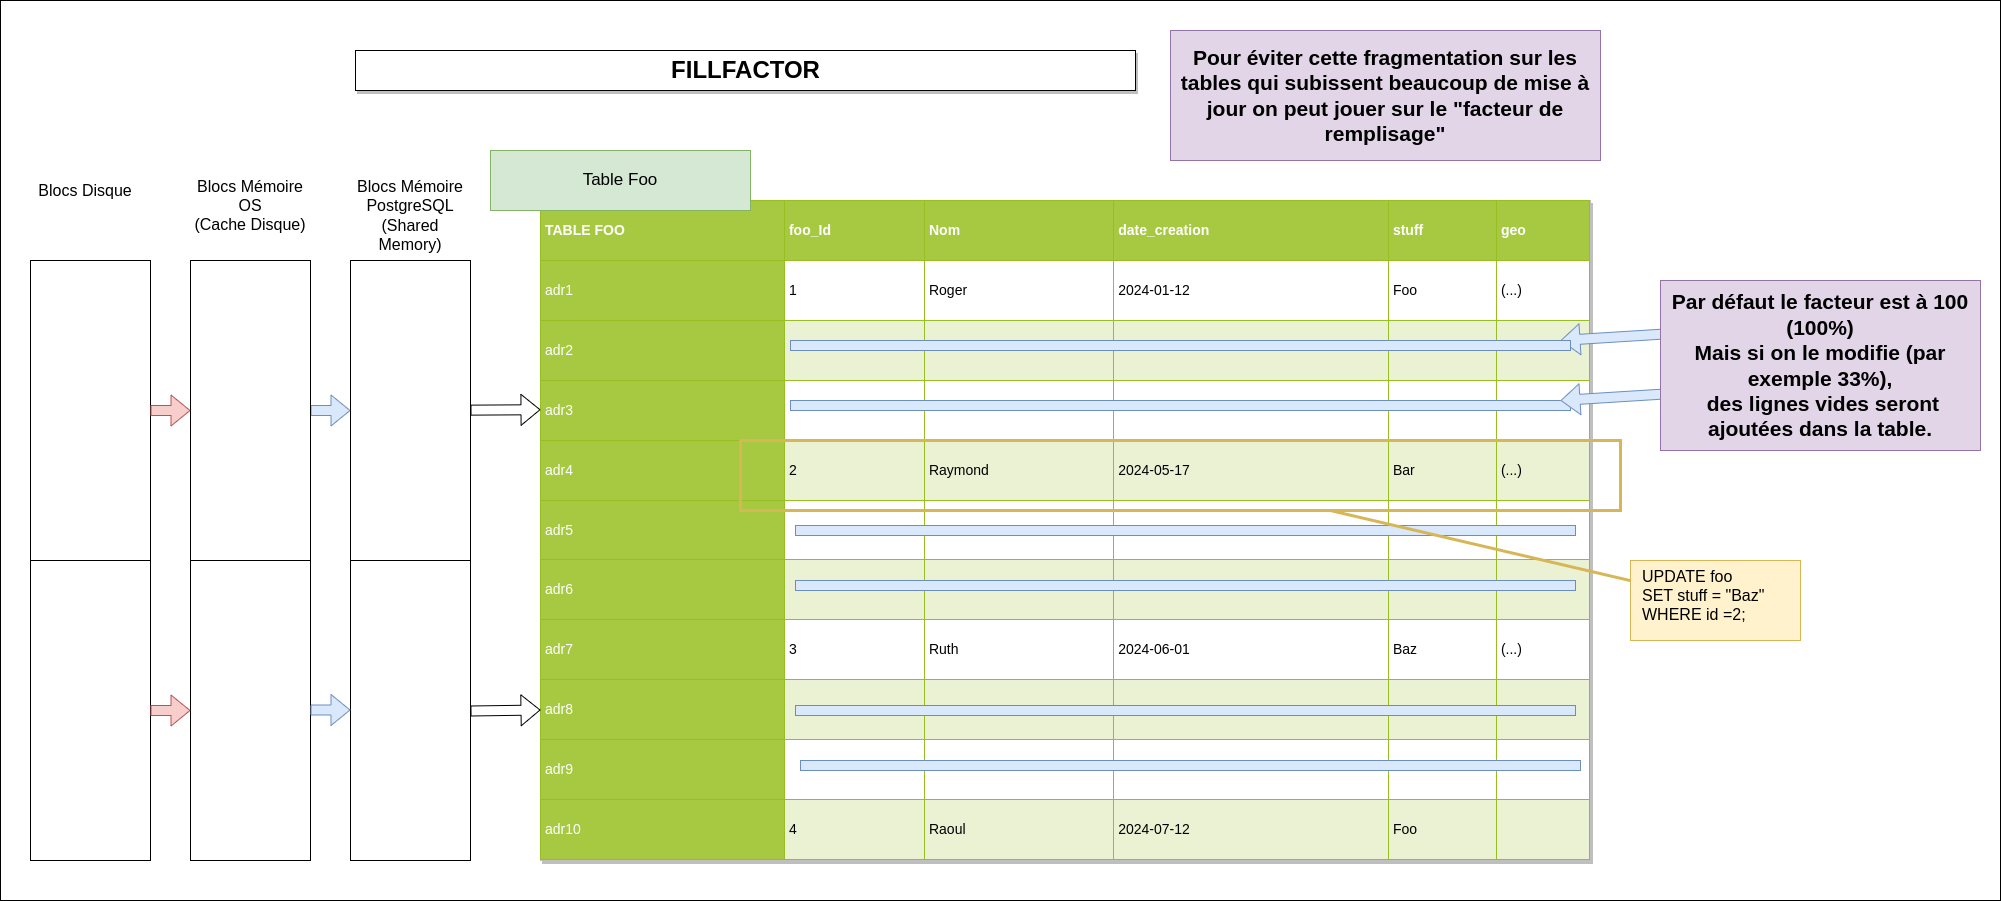 FILLFACTOR
Pour éviter cette fragmentation sur les
tables qui subissent beaucoup de mise à
jour on peut jouer sur le "facteur de
remplisage"
Blocs Disque
Blocs Mémoire
OS
(Cache Disque)
Blocs Mémoire
PostgreSQL
(Shared
Memory)
Table Foo
TABLE FOO foo_Id Nom date_creation stuff geo
adr1 1 Roger 2024-01-12 Foo (...)
adr2
adr3
adr4 2 Raymond 2024-05-17 Bar (...)
adr5
adr6
adr7 3 Ruth 2024-06-01 Baz (...)
adr8
adr9
adr10 4 Raoul 2024-07-12 Foo
Par défaut le facteur est à 100
(100%)
Mais si on le modifie (par
exemple 33%),
des lignes vides seront
ajoutées dans la table.
UPDATE foo
SET stuff = "Baz"
WHERE id =2;